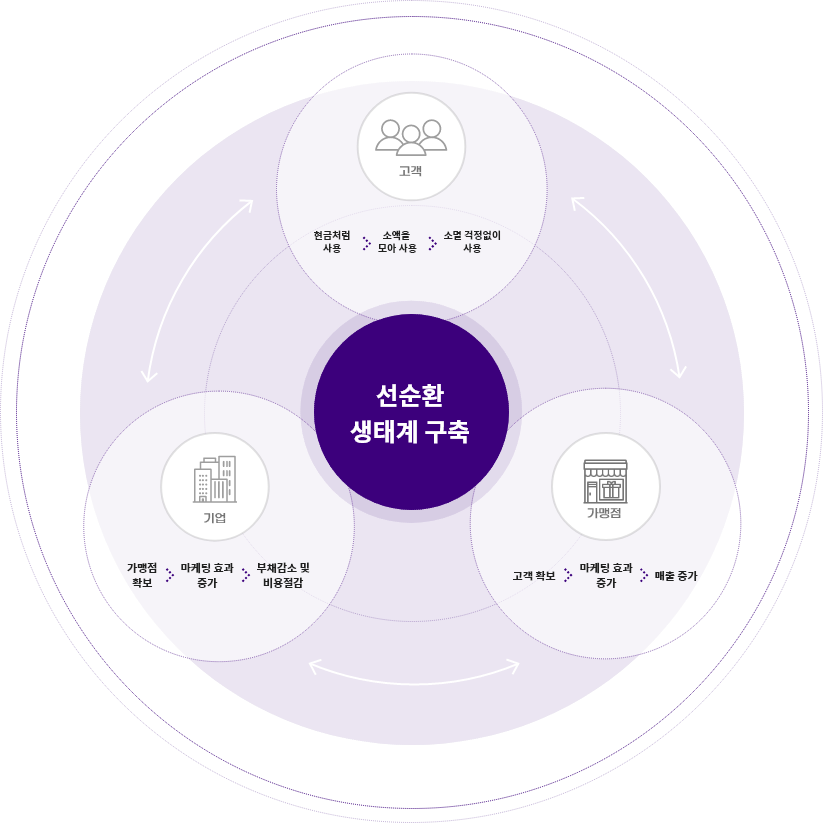 고객
현금처럼
사용
소액을
모아 사용
소멸 걱정없이
사용
선순환
생태계 구축
기업
가맹점
확보
마케팅 효과
증가
부채감소 및
비용절감
가맹점
고객 확보
마케팅 효과
증가
매출 증가